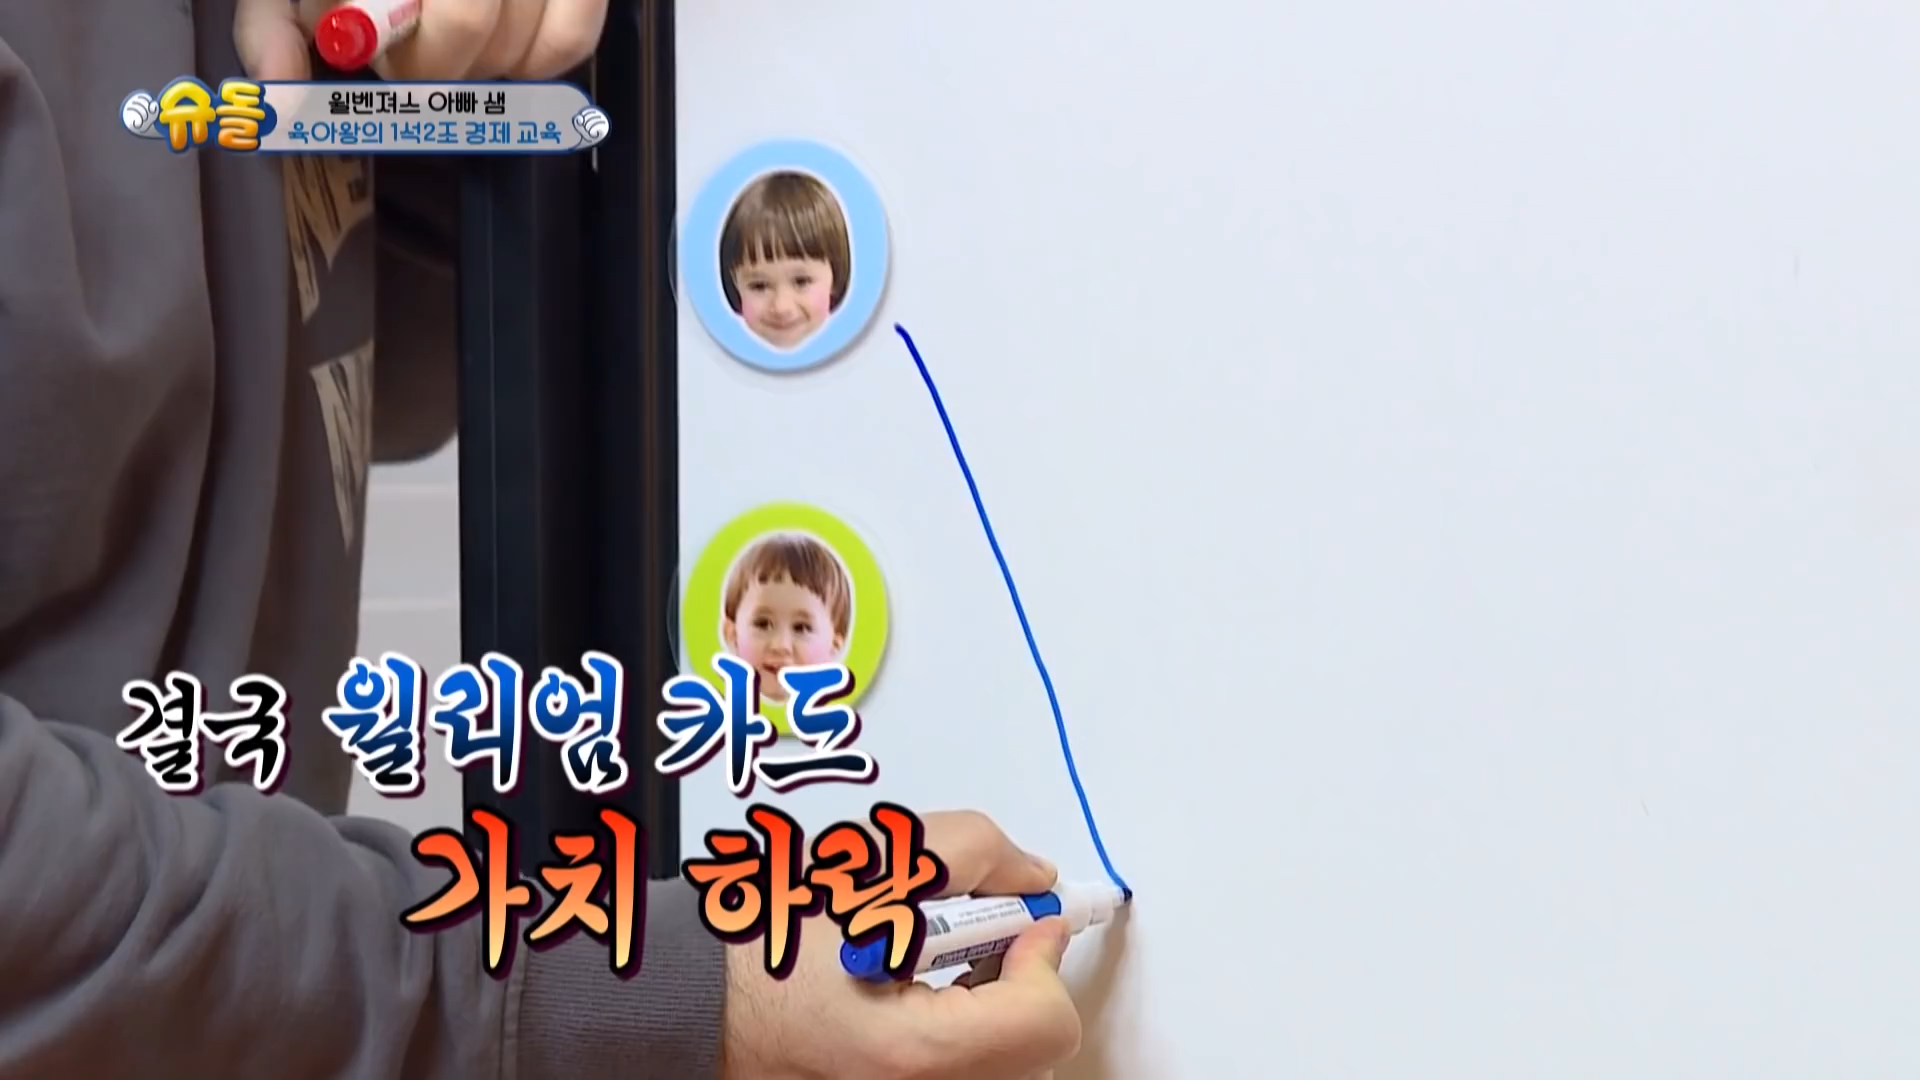 슈돌
윌벤져스 아빠 샘
육아왕의 1석2조 경제 교육
결국 윌리엄 카드
가치 하락